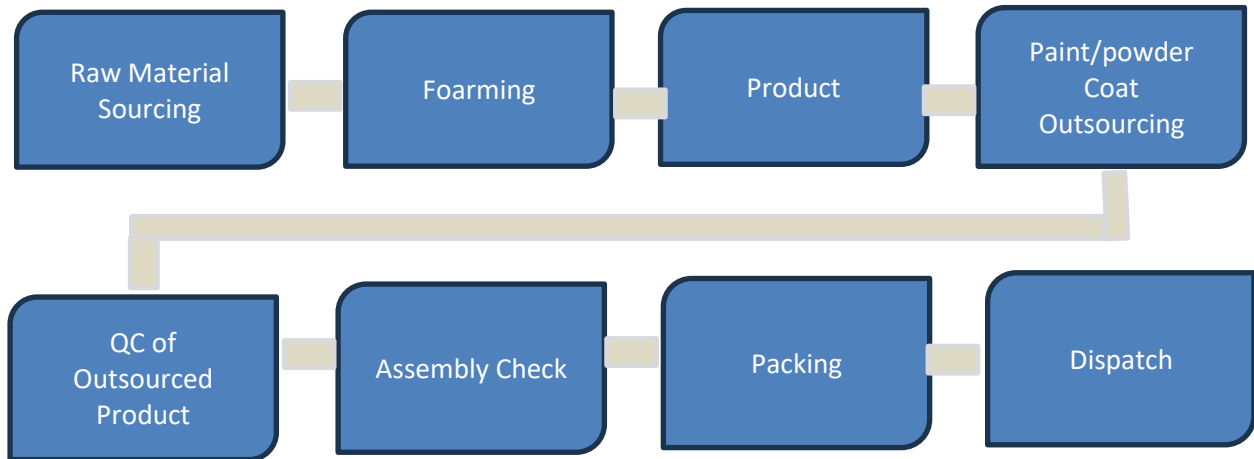 Raw Material
Sourcing
Foarming
Product
Paint/powder
Coat
Outsourcing
QC of
Outsourced
Product
Assembly Check
Packing
Dispatch